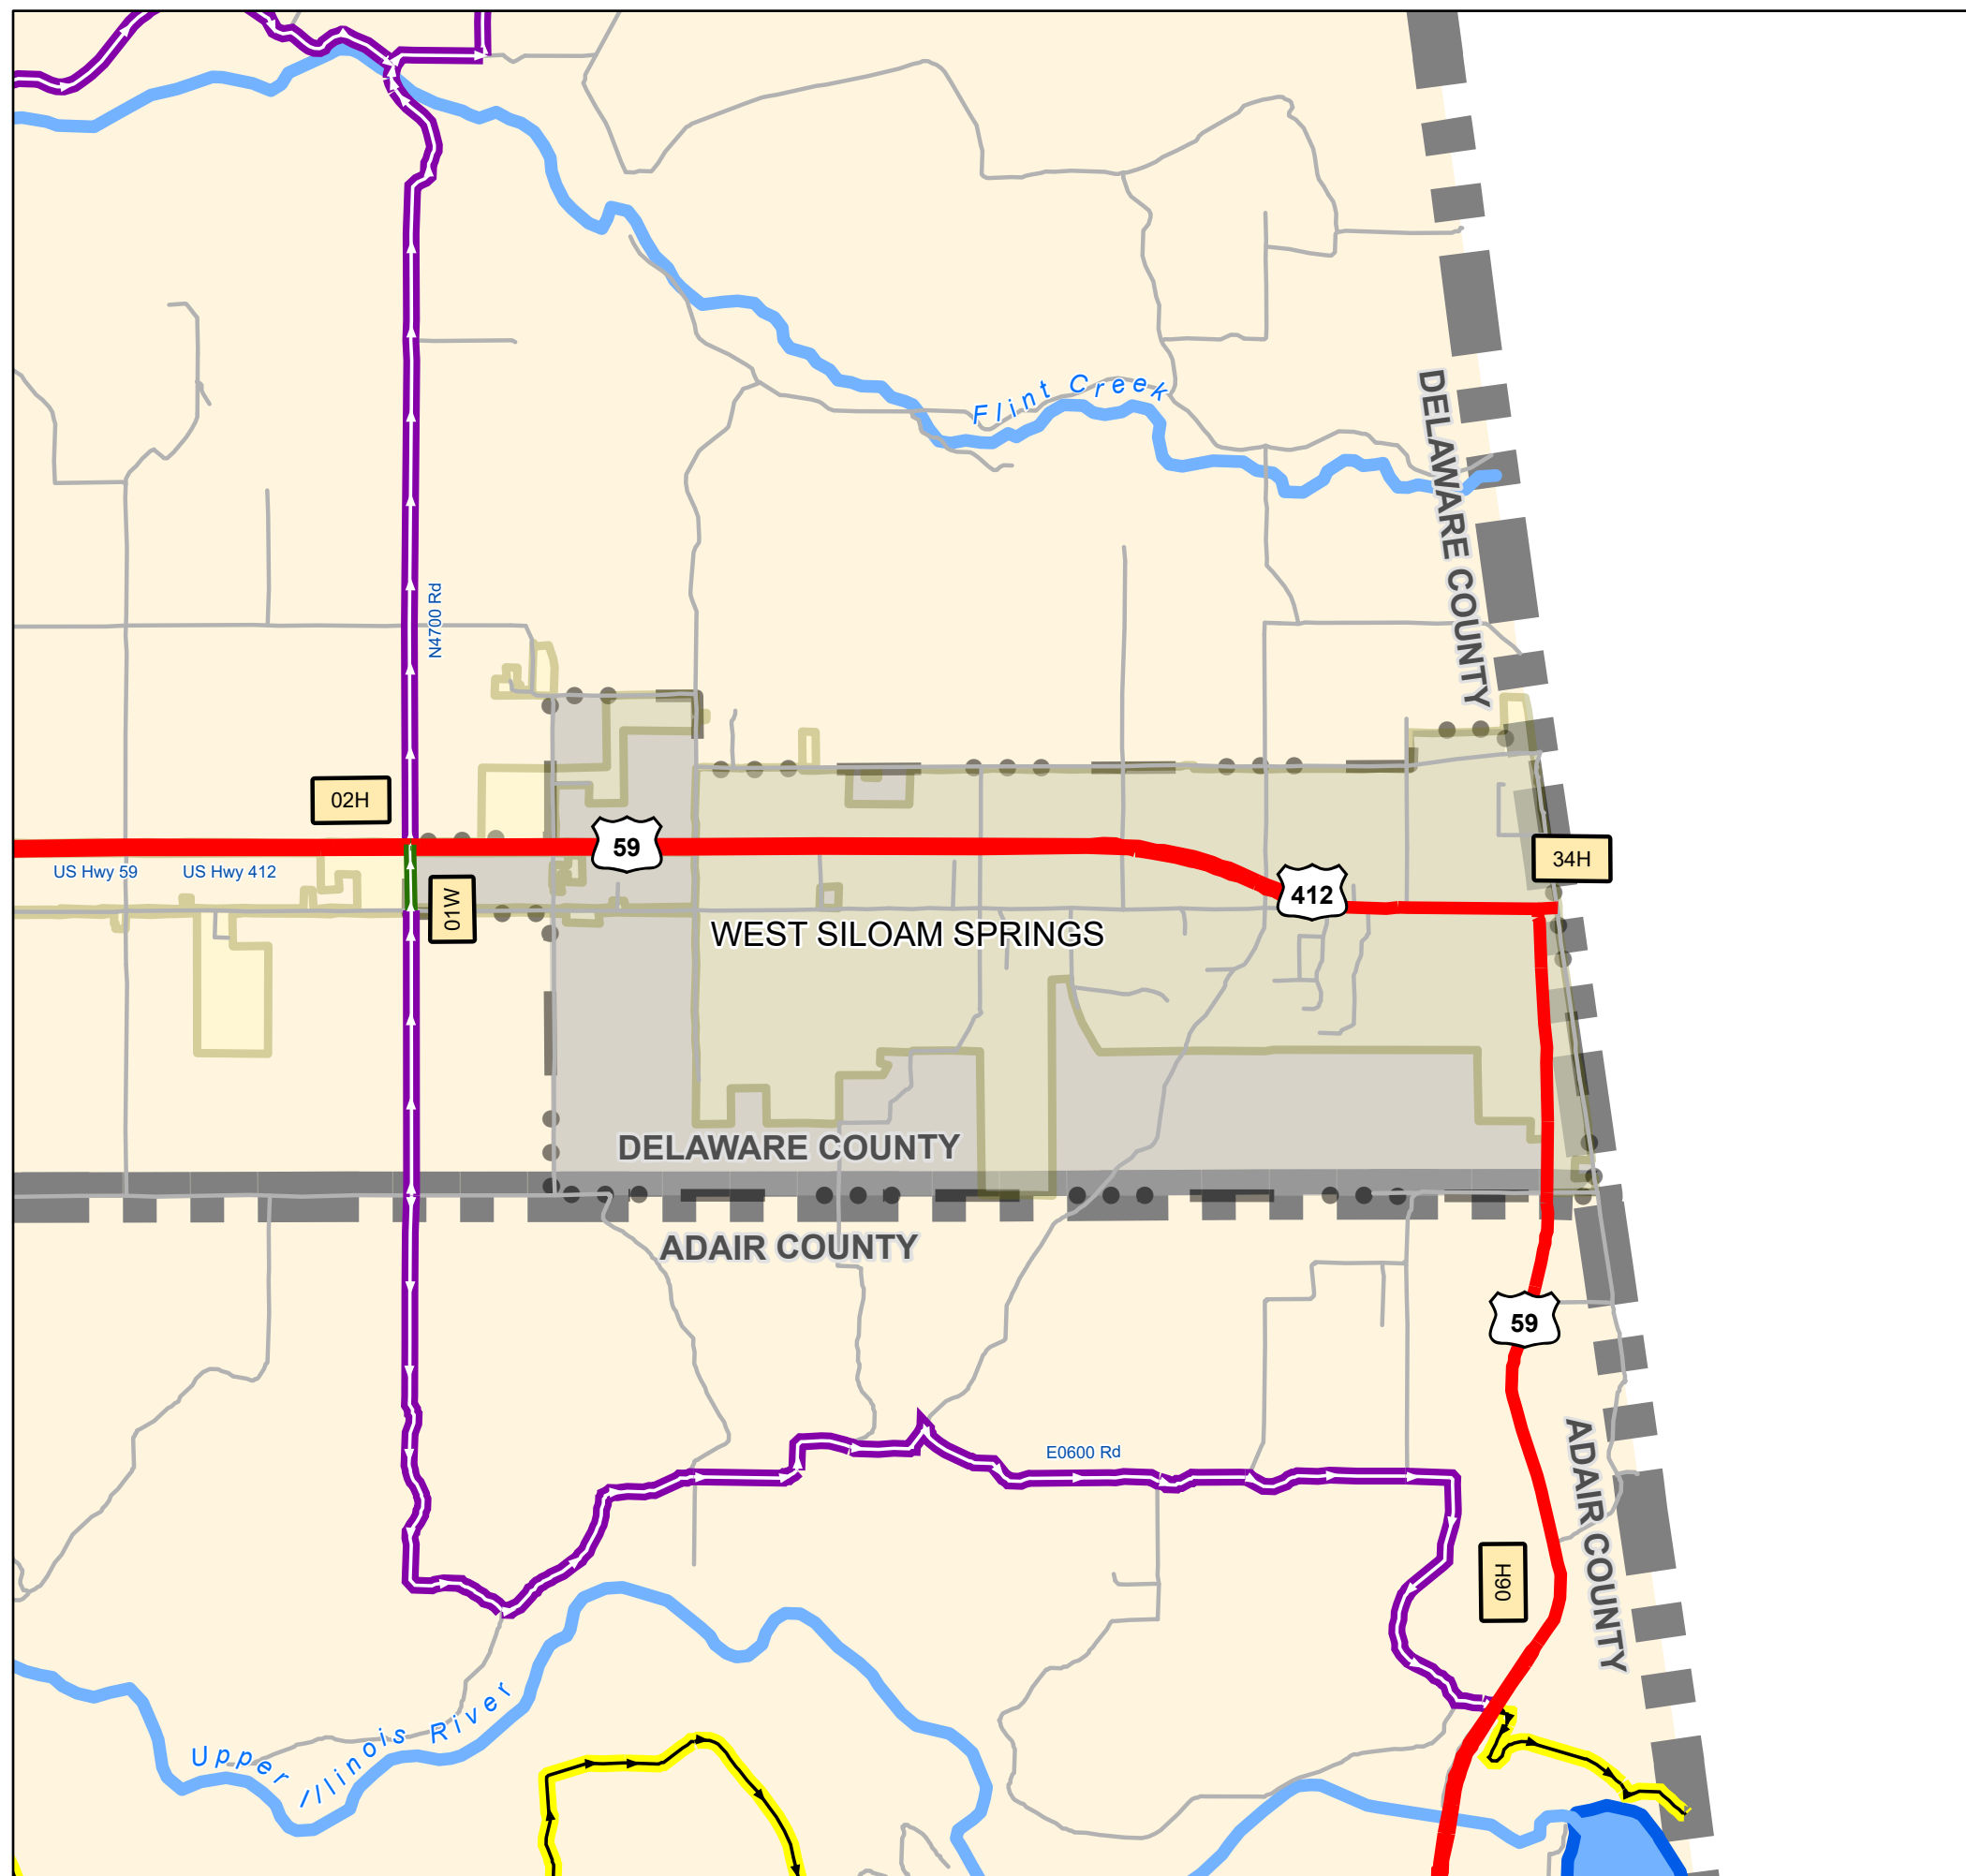 Flint Creek
DELAWARE COUNTY
N4700 Rd
02H
59
34H
US Hwy 59
US Hwy 412
412
01W
WEST SILOAM SPRINGS
DELAWARE COUNTY
ADAIR COUNTY
59
E0600 Rd
ADAIR COUNTY
06H
Upper Illinois River